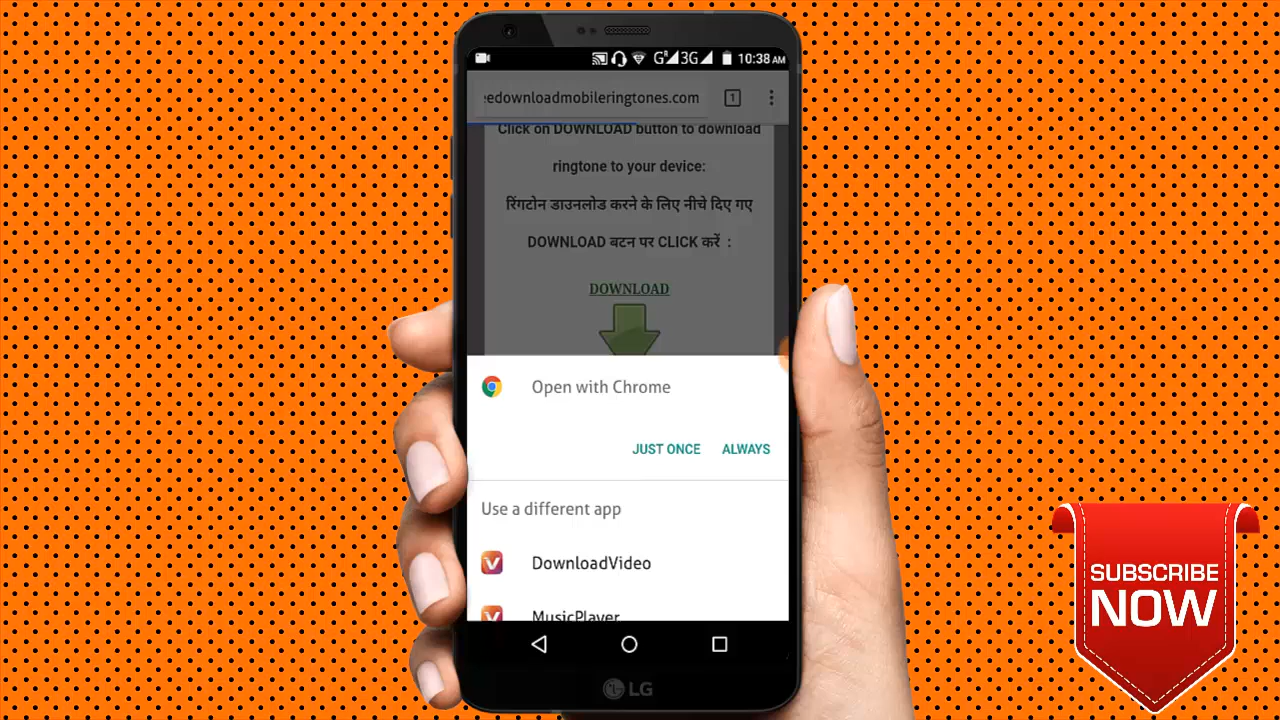 G 3G 10:38 AM
eedownloadmobileringtones.com 1
Click on DOWNLOAD button to download
ringtone to your device:
रिंगटोन डाउनलोड करने के लिए नीचे दिए गए
DOWNLOAD बटन पर CLICK करें :
DOWNLOAD
Open with Chrome
JUST ONCE ALWAYS
Use a different app
DownloadVideo
MusicPlayer
LG
SUBSCRIBE
NOW